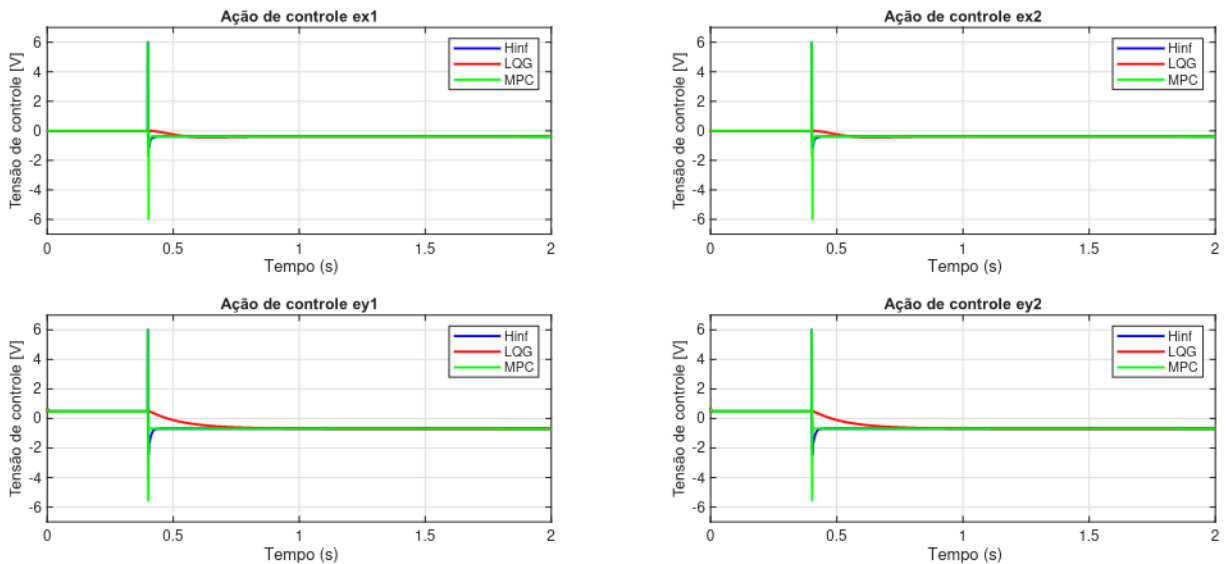 Ação de controle ex1
Tensão de controle [V]
6
4
2
0
-2
-4
-6
Hinf
LQG
MPC
0
0.5
1
1.5
2
Tempo (s)
Ação de controle ex2
Tensão de controle [V]
6
4
2
0
-2
-4
-6
Hinf
LQG
MPC
0
0.5
1
1.5
2
Tempo (s)
Ação de controle ey1
Tensão de controle [V]
6
4
2
0
-2
-4
-6
Hinf
LQG
MPC
0
0.5
1
1.5
2
Tempo (s)
Ação de controle ey2
Tensão de controle [V]
6
4
2
0
-2
-4
-6
Hinf
LQG
MPC
0
0.5
1
1.5
2
Tempo (s)